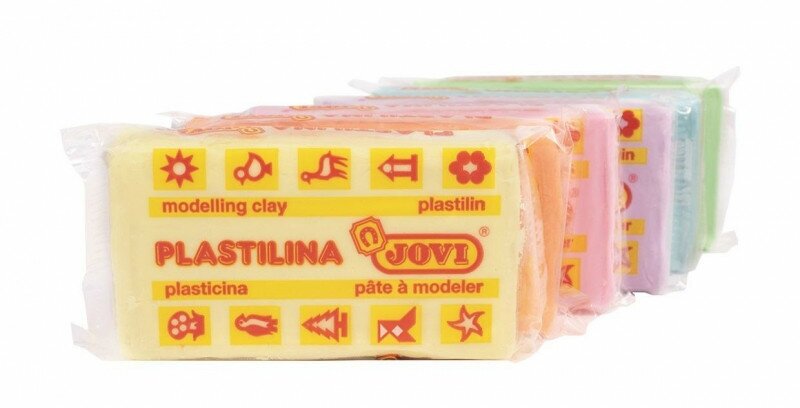 modelling clay plastilin
PLASTILINA JOVI ®
plasticina pâte à modeler